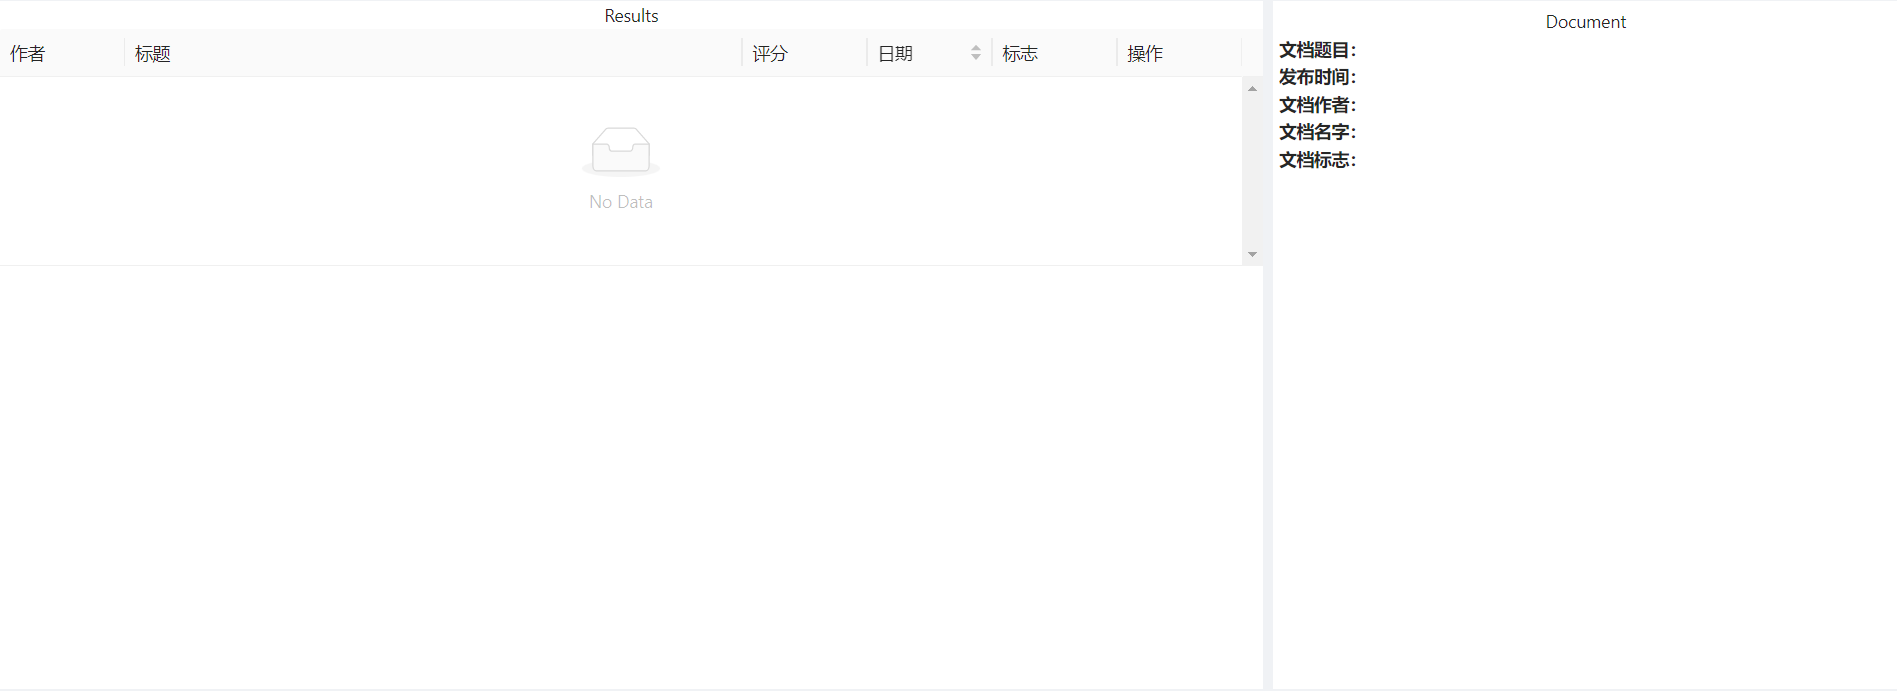 Results
作者 标题 评分 日期 标志 操作
No Data
Document
文档题目：
发布时间：
文档作者：
文档名字：
文档标志：